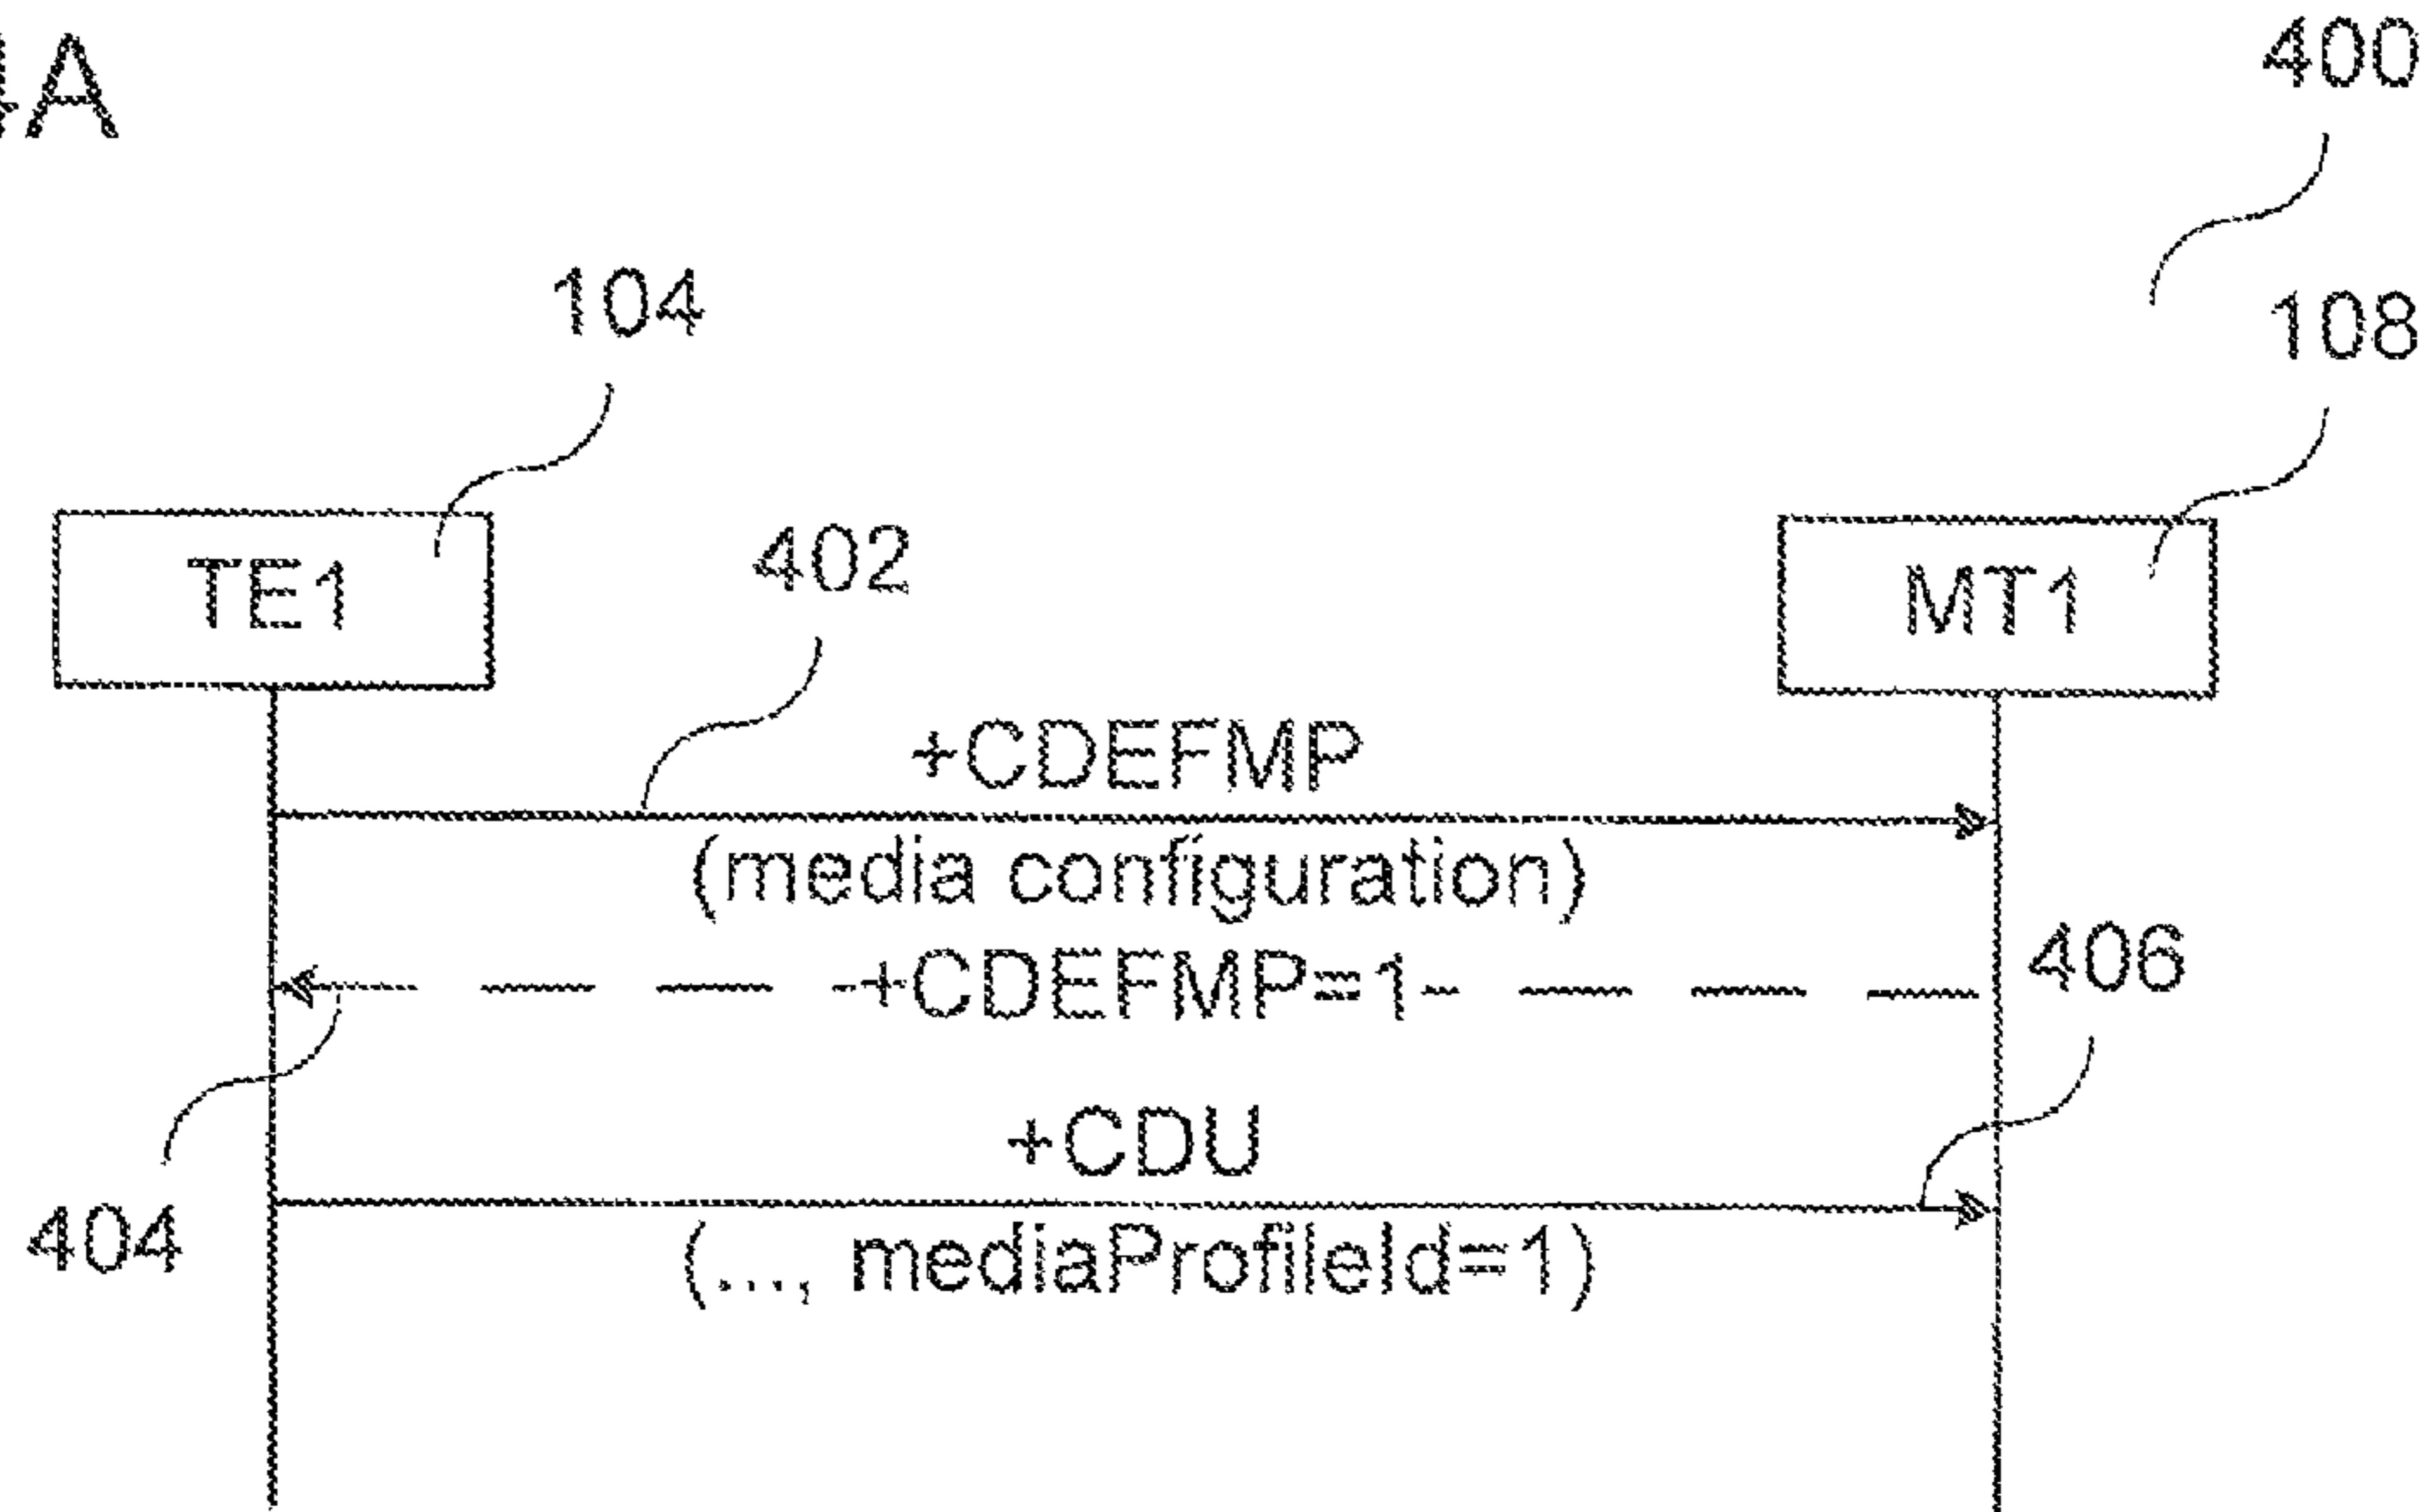 4A
400
104
108
402
TE1
MT1
+CDEFMP
(media configuration)
+CDEFMP=1
406
+CDU
404
(..., mediaProfileId=1)